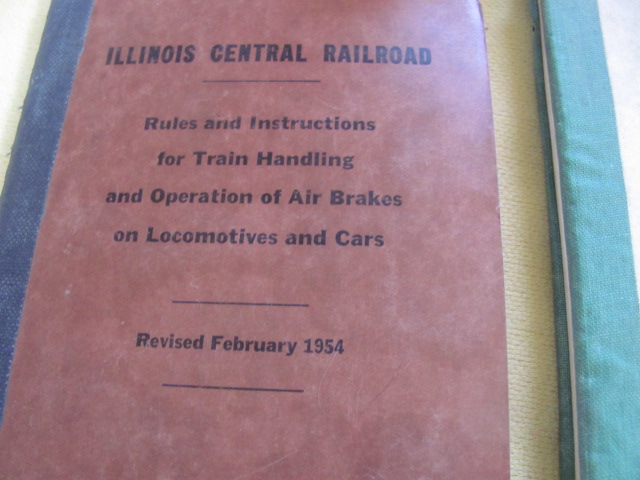 ILLINOIS CENTRAL RAILROAD
Rules and Instructions
for Train Handling
and Operation of Air Brakes
on Locomotives and Cars
Revised February 1954